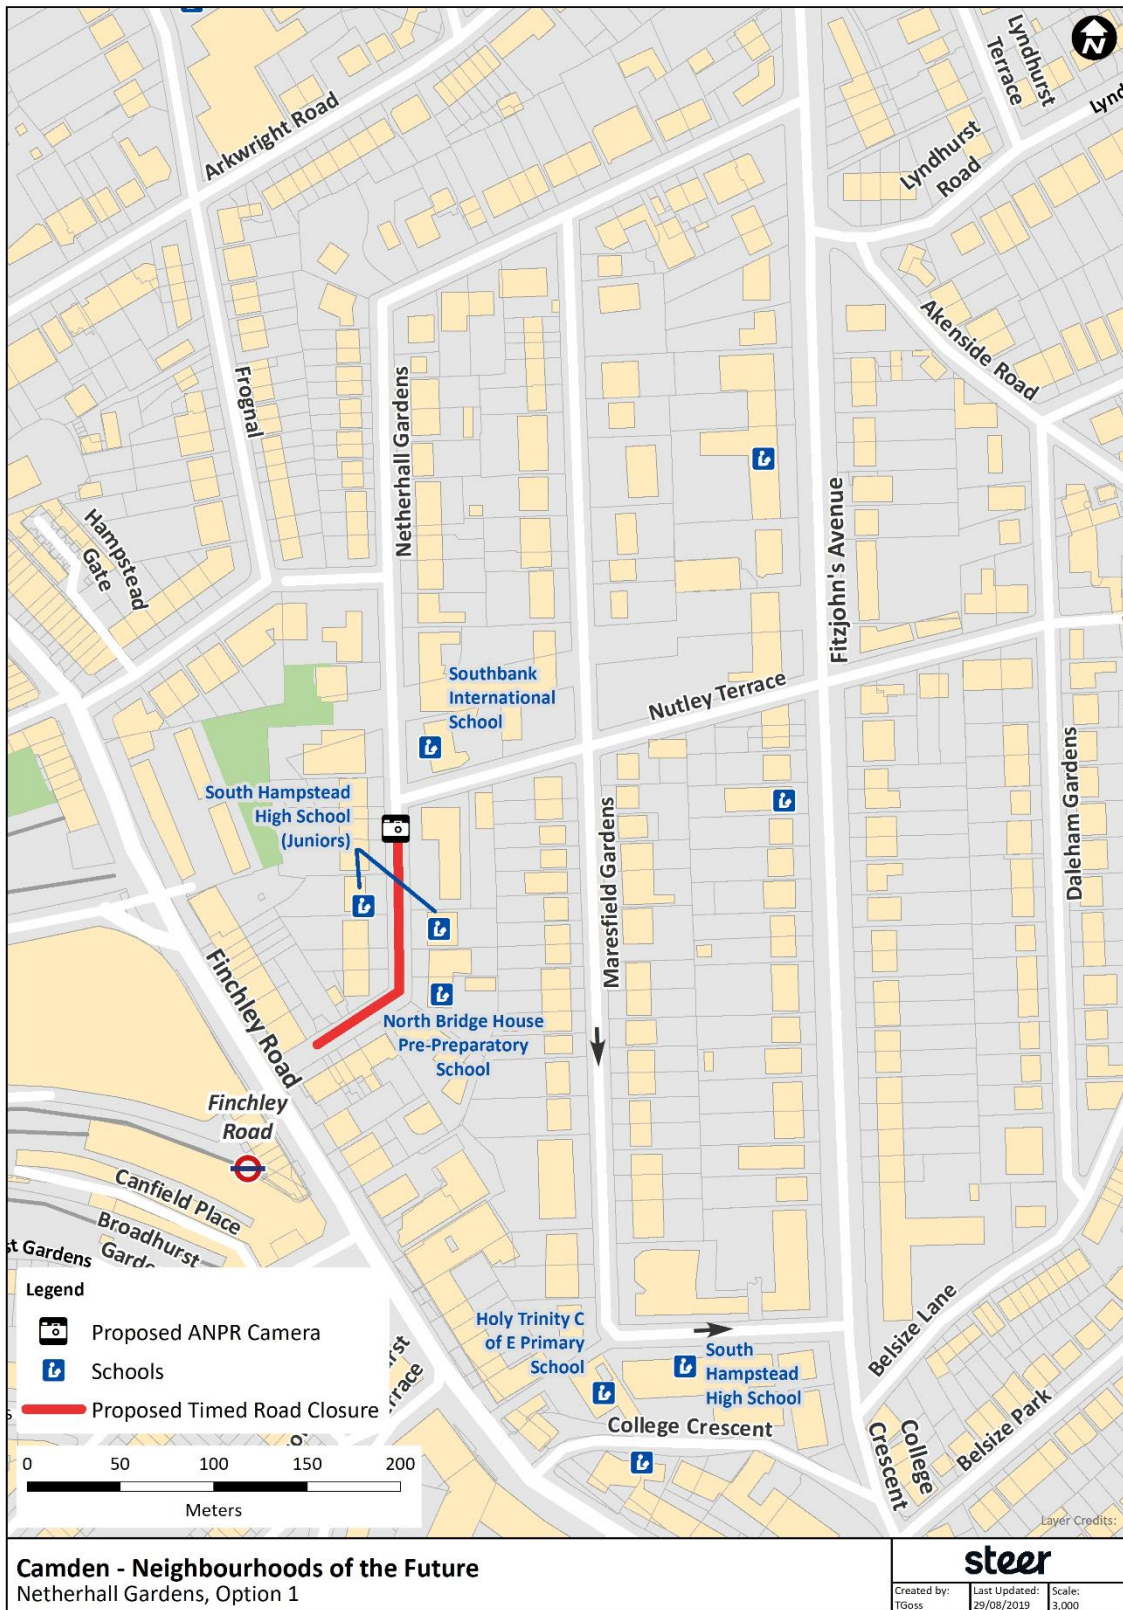 Arkwright Road
Lyndhurst
Terrace
Lyndhurst
Road
Akenside Road
Frognal
Netherhall Gardens
Hampstead
Gate
Fitzjohn's Avenue
Southbank
International
School
Nutley Terrace
South Hampstead
High School
(Juniors)
Maresfield Gardens
Daleham Gardens
Finchley Road
North Bridge House
Pre-Preparatory
School
Finchley
Road
Canfield Place
Broadhurst
st Gardens
Legend
Proposed ANPR Camera
Schools
Proposed Timed Road Closure
0 50 100 150 200
Meters
Holy Trinity C
of E Primary
School
South
Hampstead
High School
College Crescent
Belsize Lane
Belsize Park
College
Crescent
Layer Credits:
Camden - Neighbourhoods of the Future
Netherhall Gardens, Option 1
steer
Created by: Last Updated: Scale:
TGoss 29/08/2019 3,000
N